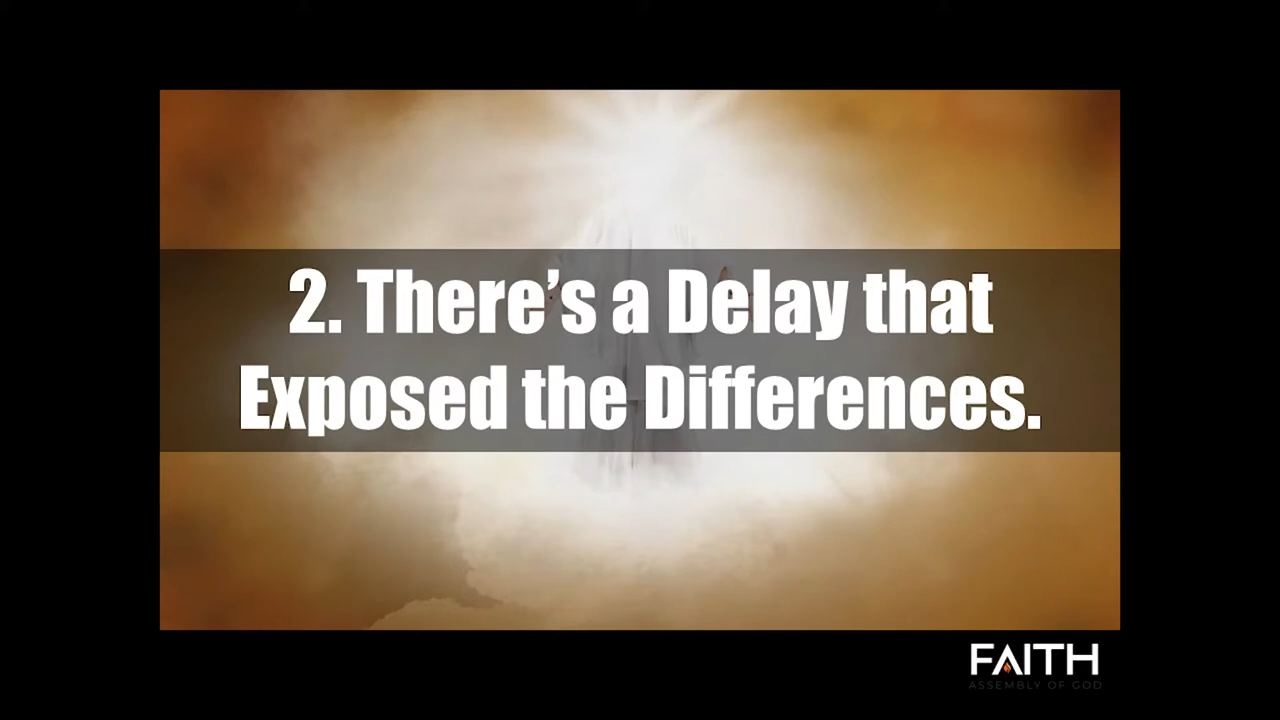 2. There’s a Delay that
Exposed the Differences.
FAITH
ASSEMBLY OF GOD